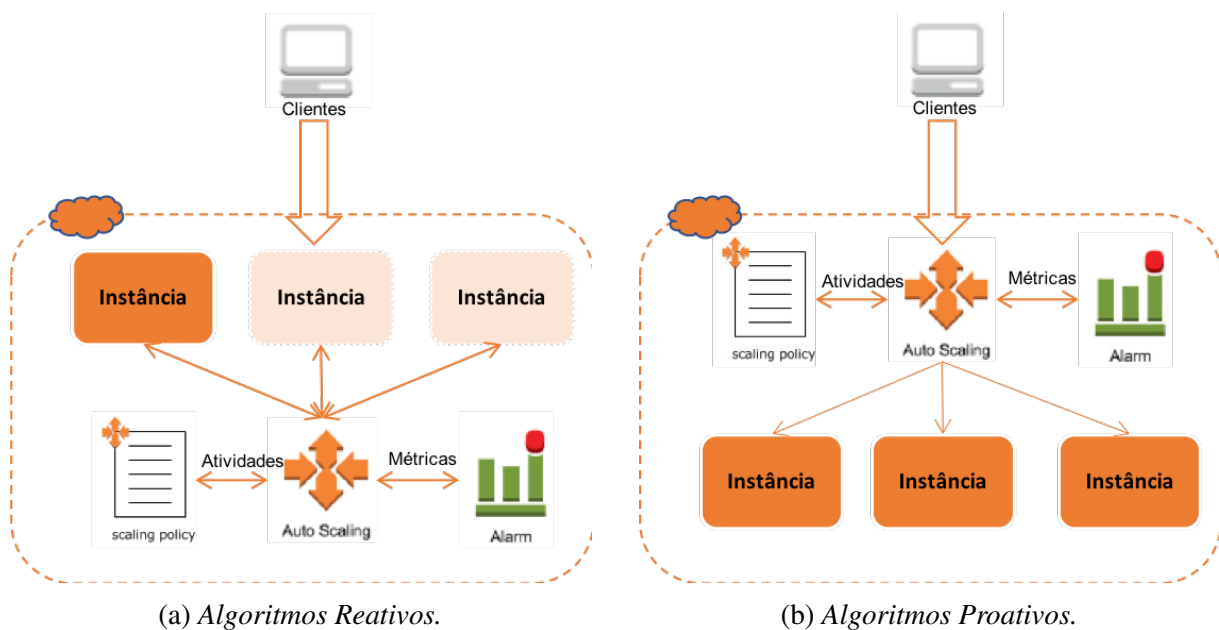 Clientes
Instância
Instância
Instância
Atividades
Métricas
scaling policy
Auto Scaling
Alarm
(a) Algoritmos Reativos.
Clientes
Atividades
Métricas
scaling policy
Auto Scaling
Alarm
Instância
Instância
Instância
(b) Algoritmos Proativos.